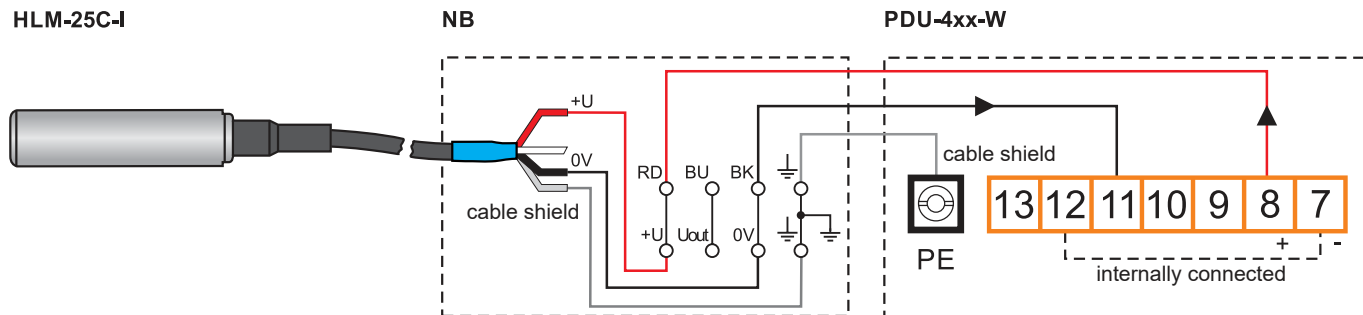 HLM-25C-I
NB
PDU-4xx-W
+U
0V
cable shield
RD BU BK
+U Uout 0V
cable shield
PE
13 12 11 10 9 8 7
+ -
internally connected